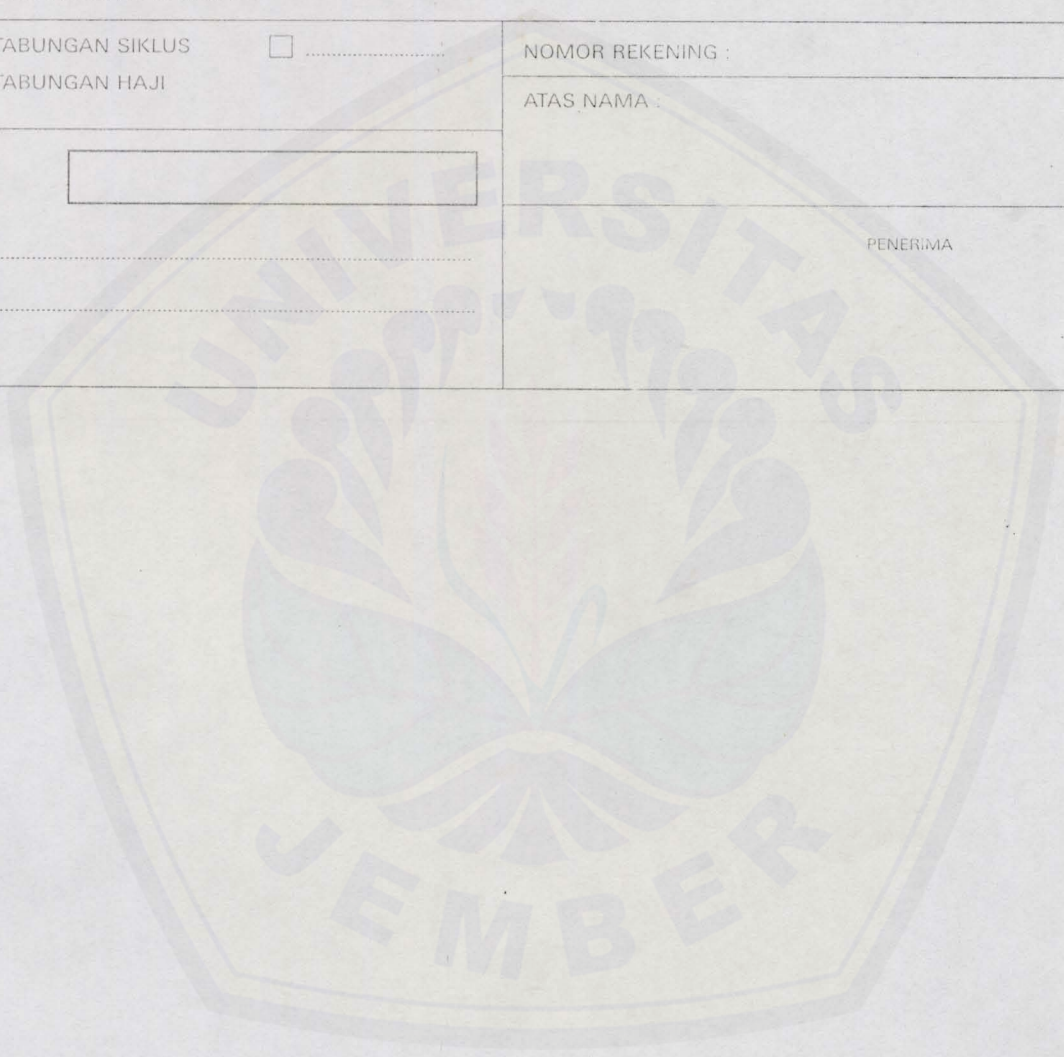 TABUNGAN SIKLUS
TABUNGAN HAJI
NOMOR REKENING :
ATAS NAMA :
PENERIMA
UNIVERSITAS
JEMBER